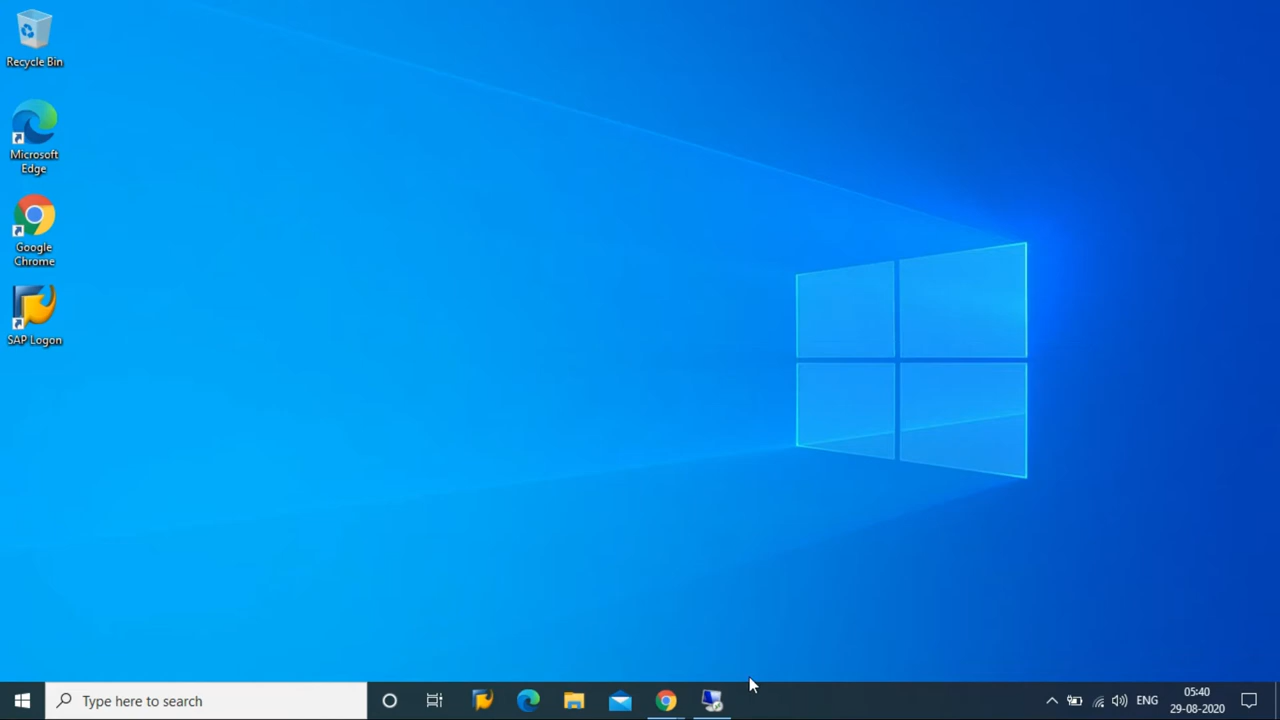 Recycle Bin
Microsoft
Edge
Google
Chrome
SAP Logon
Type here to search
ENG
05:40
29-08-2020